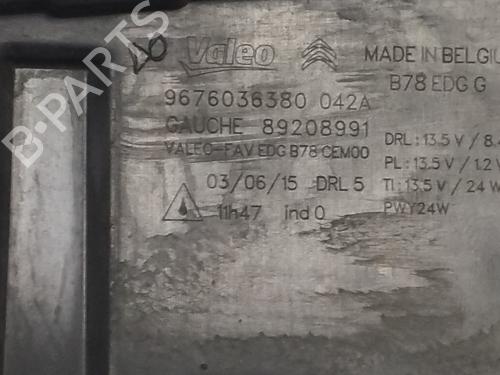 Valeo MADE IN BELGIU
B78 EDG G
9676036380 042A
GAUCHE 89208991
VALEO-FAV EDG B78 CEM00
DRL : 13.5 V / 8.
PL : 13.5 V / 1.2 V
03/06/15 DRL 5
TI : 13.5 V / 24 W
11h47 ind 0
PWY24W
B-PARTS